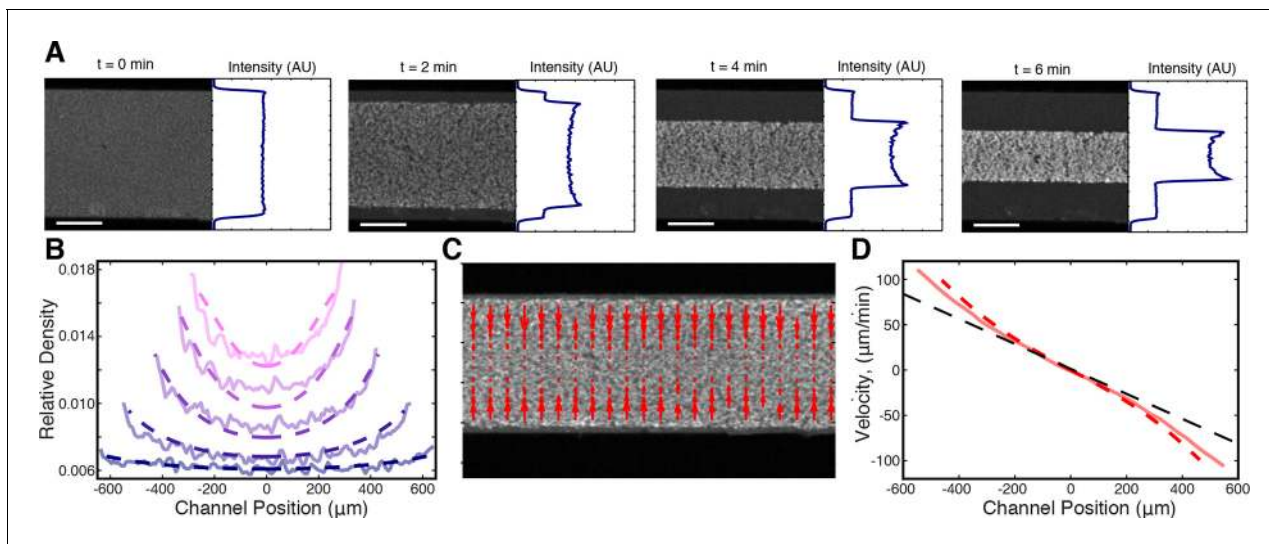 A
t = 0 min Intensity (AU) t = 2 min Intensity (AU) t = 4 min Intensity (AU) t = 6 min Intensity (AU)
B
Relative Density
0.018
0.014
0.010
0.006
-600 -400 -200 0 200 400 600
Channel Position (μm)
C
D
Velocity, (μm/min)
100
50
0
-50
-100
-600 -400 -200 0 200 400 600
Channel Position (μm)